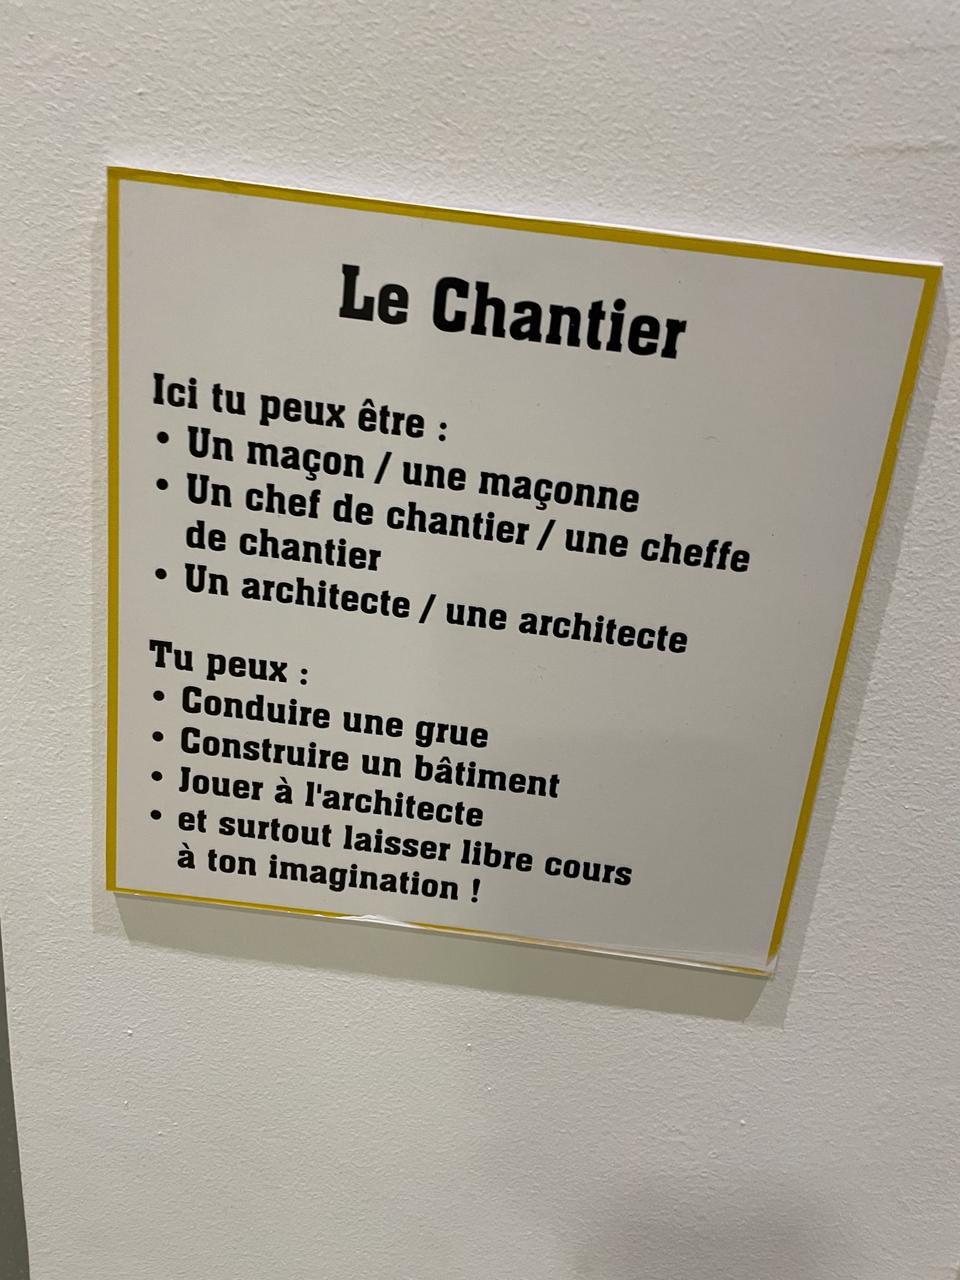 Le Chantier
Ici tu peux être :
• Un maçon / une maçonne
• Un chef de chantier / une cheffe
de chantier
• Un architecte / une architecte
Tu peux :
• Conduire une grue
• Construire un bâtiment
• Jouer à l'architecte
• et surtout laisser libre cours
à ton imagination !